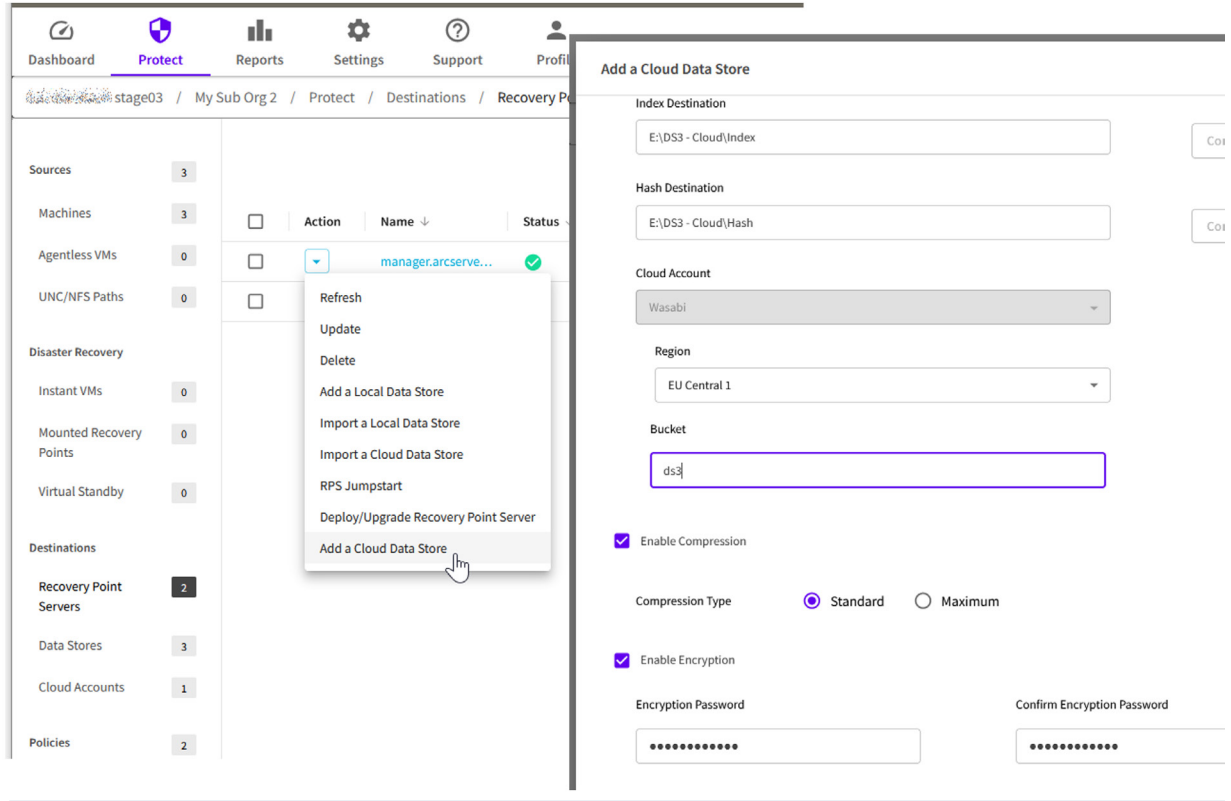 Dashboard
Protect
Reports
Settings
Support
Profil
stage03 / My Sub Org 2 / Protect / Destinations / Recovery Po
Sources 3
Machines 3
Agentless VMs 0
UNC/NFS Paths 0
Disaster Recovery
Instant VMs 0
Mounted Recovery 0
Points
Virtual Standby 0
Destinations
Recovery Point 2
Servers
Data Stores 3
Cloud Accounts 1
Policies 2
Action Name Status
manager.arcserve...
Refresh
Update
Delete
Add a Local Data Store
Import a Local Data Store
Import a Cloud Data Store
RPS Jumpstart
Deploy/Upgrade Recovery Point Server
Add a Cloud Data Store
Add a Cloud Data Store
Index Destination
E:\DS3 - Cloud\Index
Con
Hash Destination
E:\DS3 - Cloud\Hash
Con
Cloud Account
Wasabi
Region
EU Central 1
Bucket
ds3
Enable Compression
Compression Type Standard Maximum
Enable Encryption
Encryption Password Confirm Encryption Password
•••••••••••• ••••••••••••